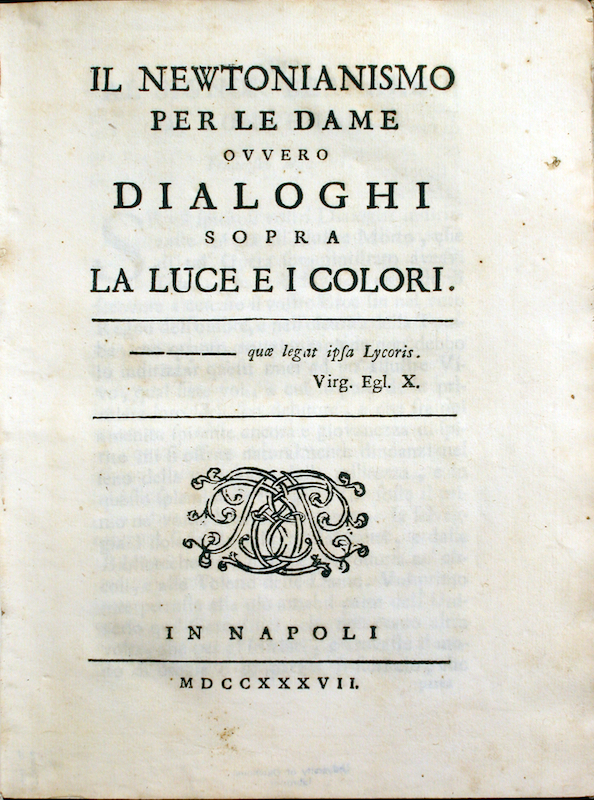 IL NEWTONIANISMO
PER LE DAME
OVVERO
DIALOGHI
SOPRA
LA LUCE E I COLORI.
quæ legat ipſa Lycoris.
Virg. Egl. X.
IN NAPOLI
MDCCXXXVII.